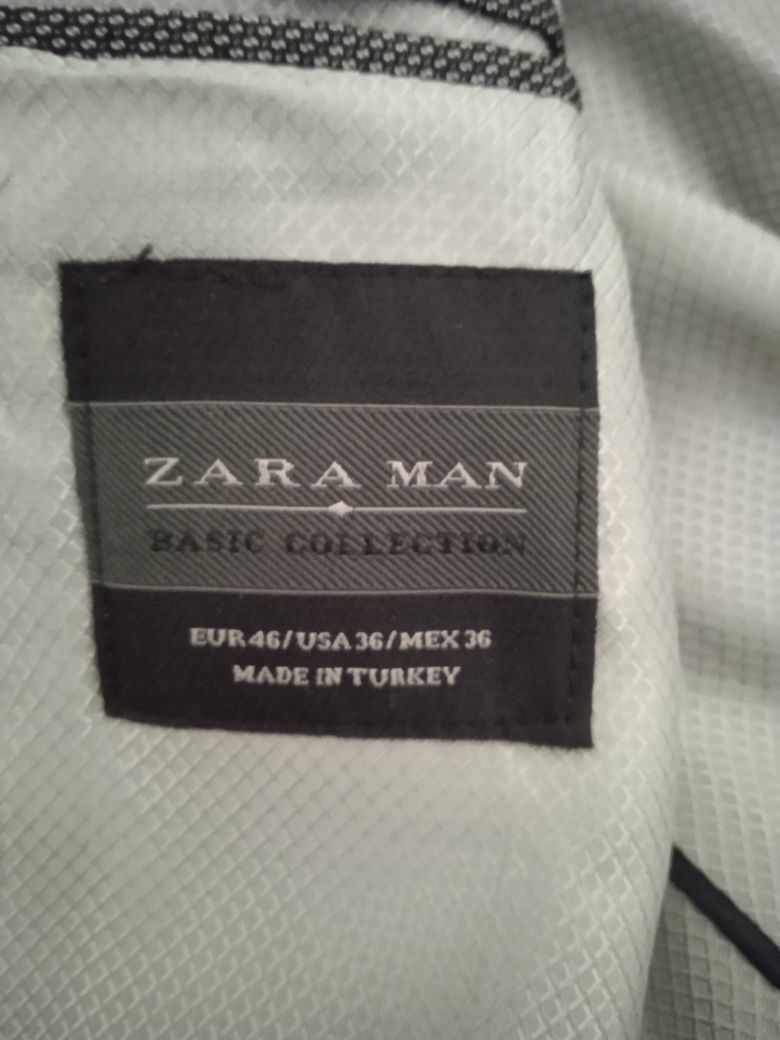 ZARA MAN
BASIC COLLECTION
EUR 46/USA 36/MEX 36
MADE IN TURKEY